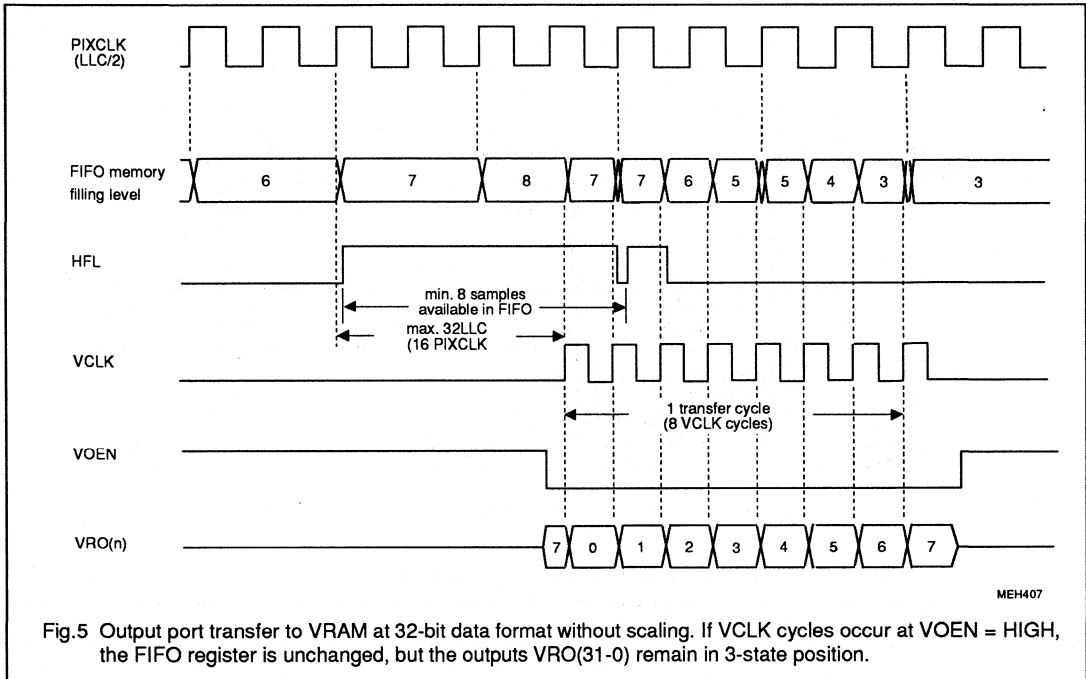 PIXCLK
(LLC/2)
FIFO memory
filling level
6 7 8 7 7 6 5 5 4 3 3
HFL
min. 8 samples
available in FIFO
max. 32LLC
(16 PIXCLK
VCLK
1 transfer cycle
(8 VCLK cycles)
VOEN
VRO(n)
7 0 1 2 3 4 5 6 7
MEH407
Fig.5 Output port transfer to VRAM at 32-bit data format without scaling. If VCLK cycles occur at VOEN = HIGH,
the FIFO register is unchanged, but the outputs VRO(31-0) remain in 3-state position.